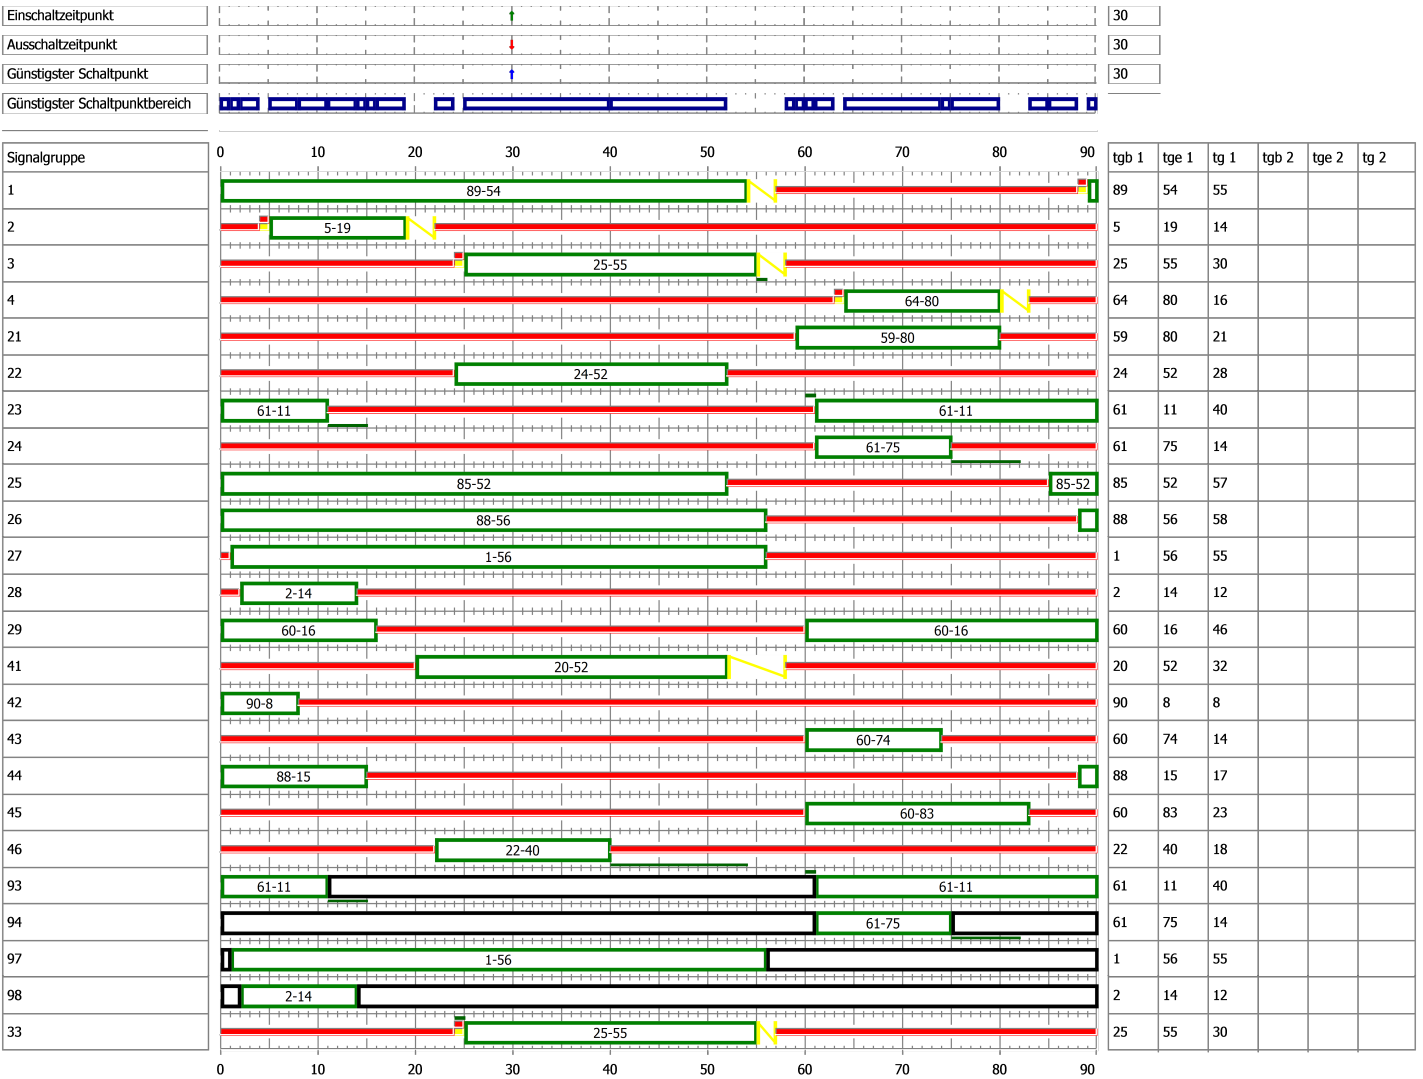 Einschaltzeitpunkt 30
Ausschaltzeitpunkt 30
Günstigster Schaltpunkt 30
Günstigster Schaltpunktbereich
Signalgruppe 0 10 20 30 40 50 60 70 80 90 tgb 1 tge 1 tg 1 tgb 2 tge 2 tg 2
1 89-54 89 54 55
2 5-19 5 19 14
3 25-55 25 55 30
4 64-80 64 80 16
21 59-80 59 80 21
22 24-52 24 52 28
23 61-11 61-11 61 11 40
24 61-75 61 75 14
25 85-52 85-52 85 52 57
26 88-56 88 56 58
27 1-56 1 56 55
28 2-14 2 14 12
29 60-16 60-16 60 16 46
41 20-52 20 52 32
42 90-8 90 8 8
43 60-74 60 74 14
44 88-15 88 15 17
45 60-83 60 83 23
46 22-40 22 40 18
93 61-11 61-11 61 11 40
94 61-75 61 75 14
97 1-56 1 56 55
98 2-14 2 14 12
33 25-55 25 55 30
0 10 20 30 40 50 60 70 80 90